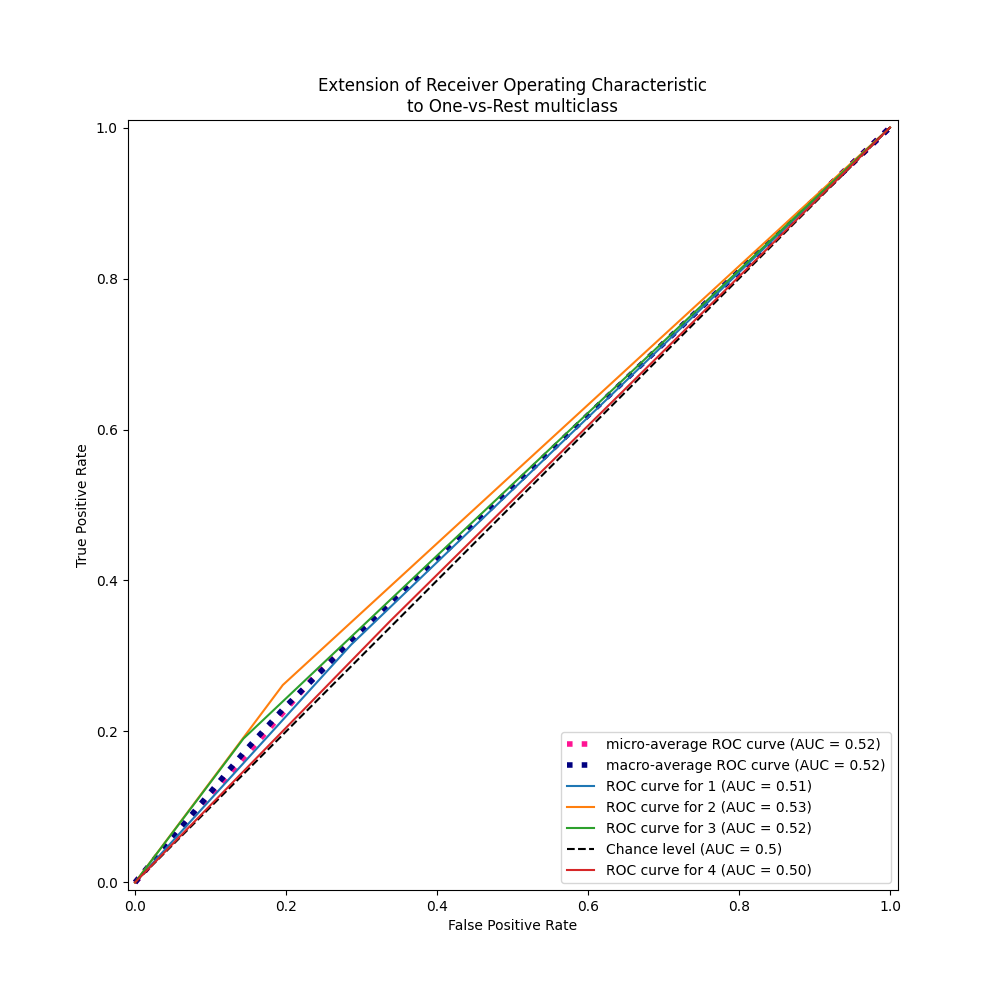 Extension of Receiver Operating Characteristic
to One-vs-Rest multiclass
1.0
0.8
0.6
0.4
0.2
0.0
True Positive Rate
micro-average ROC curve (AUC = 0.52)
macro-average ROC curve (AUC = 0.52)
ROC curve for 1 (AUC = 0.51)
ROC curve for 2 (AUC = 0.53)
ROC curve for 3 (AUC = 0.52)
Chance level (AUC = 0.5)
ROC curve for 4 (AUC = 0.50)
0.0 0.2 0.4 0.6 0.8 1.0
False Positive Rate